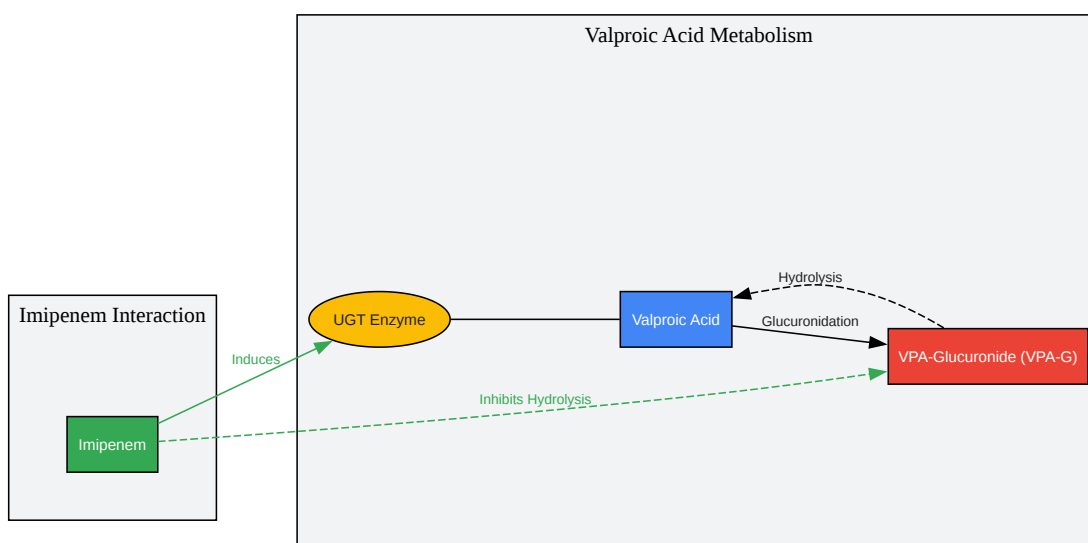 Valproic Acid Metabolism
Imipenem Interaction
UGT Enzyme
Valproic Acid
Hydrolysis
Glucuronidation
VPA-Glucuronide (VPA-G)
Induces
Inhibits Hydrolysis
Imipenem